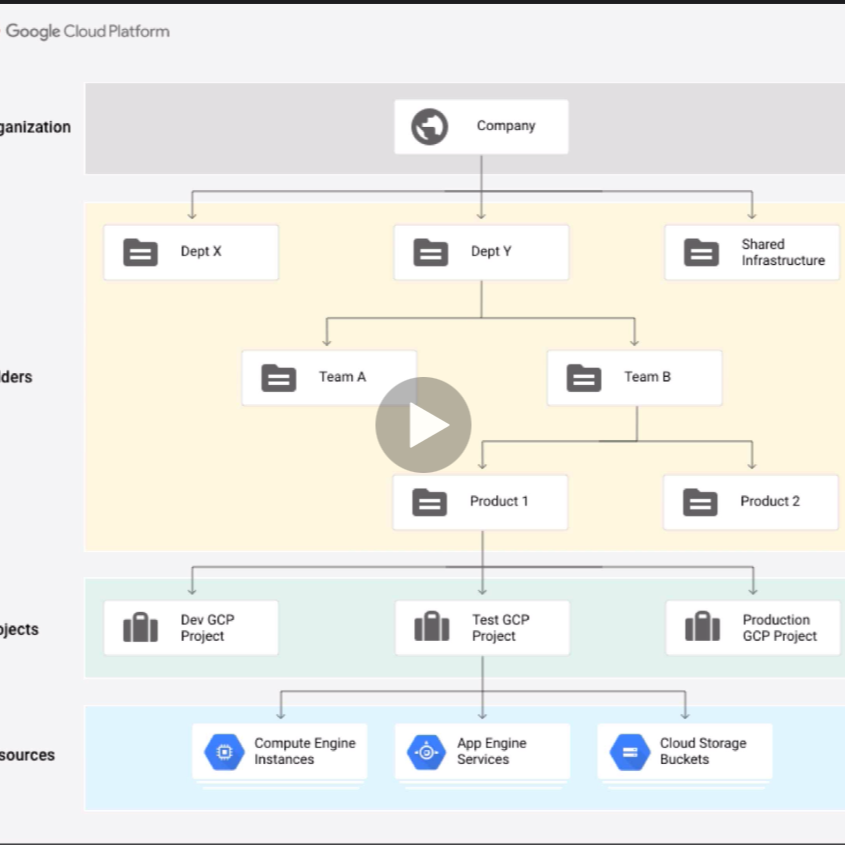 Google Cloud Platform
ganization
Company
Dept X
Dept Y
Shared
Infrastructure
lders
Team A
Team B
Product 1
Product 2
ojects
Dev GCP
Project
Test GCP
Project
Production
GCP Project
sources
Compute Engine
Instances
App Engine
Services
Cloud Storage
Buckets